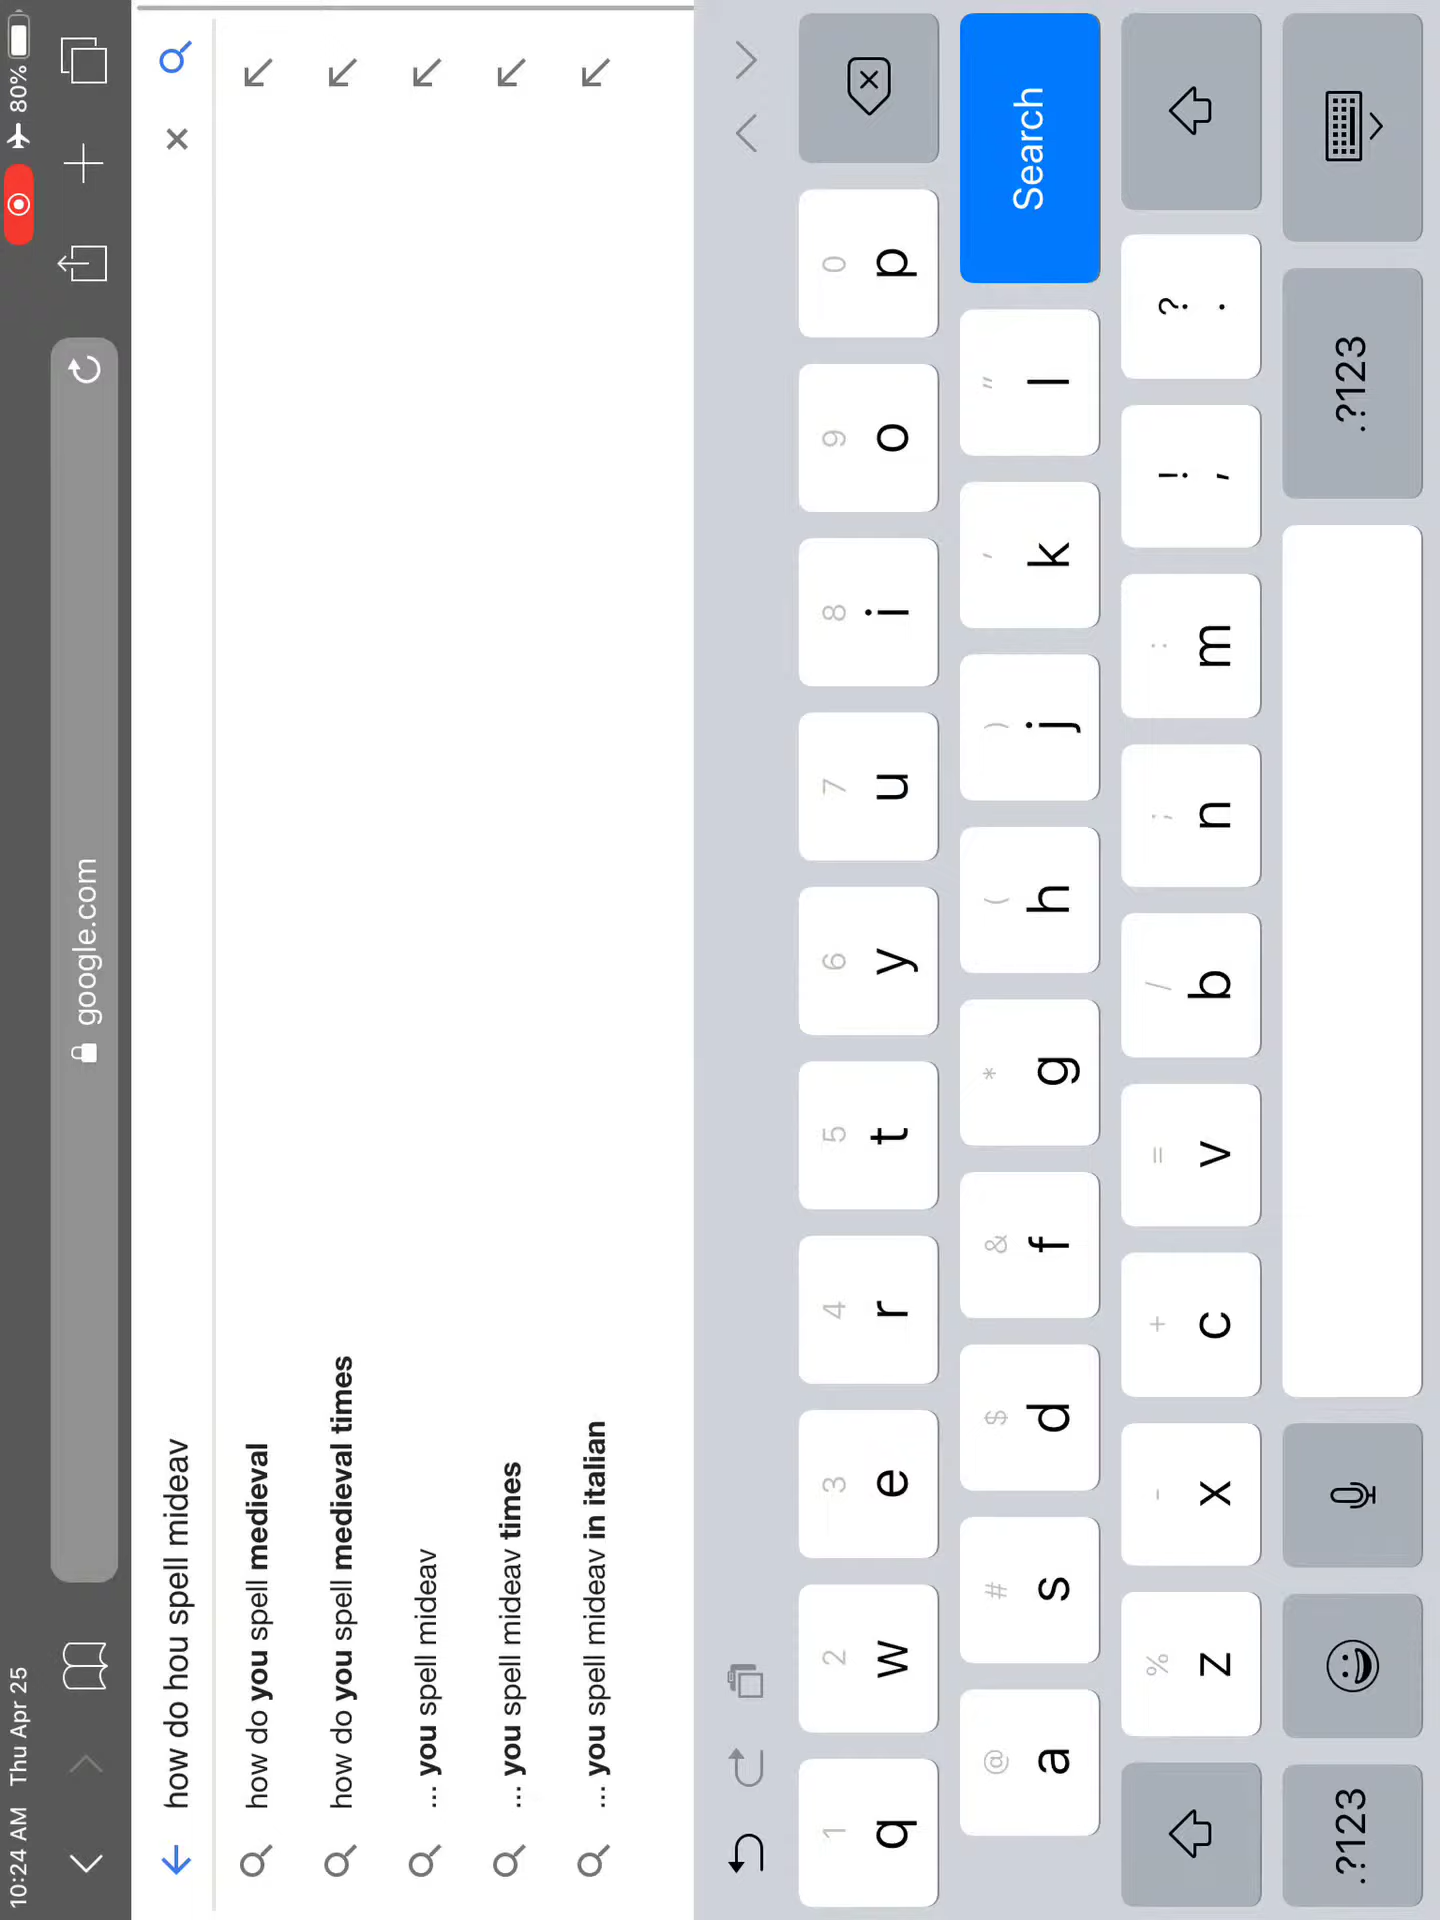 10:24 AM Thu Apr 25
80%
google.com
how do hou spell mideav
how do you spell medieval
how do you spell medieval times
... you spell mideav
... you spell mideav times
... you spell mideav in italian
1 2 3 4 5 6 7 8 9 0
q w e r t y u i o p
@ # $ & * ( ) ' "
a s d f g h j k l Search
% - + = / ; : ! ?
z x c v b n m , .
.?123 .?123